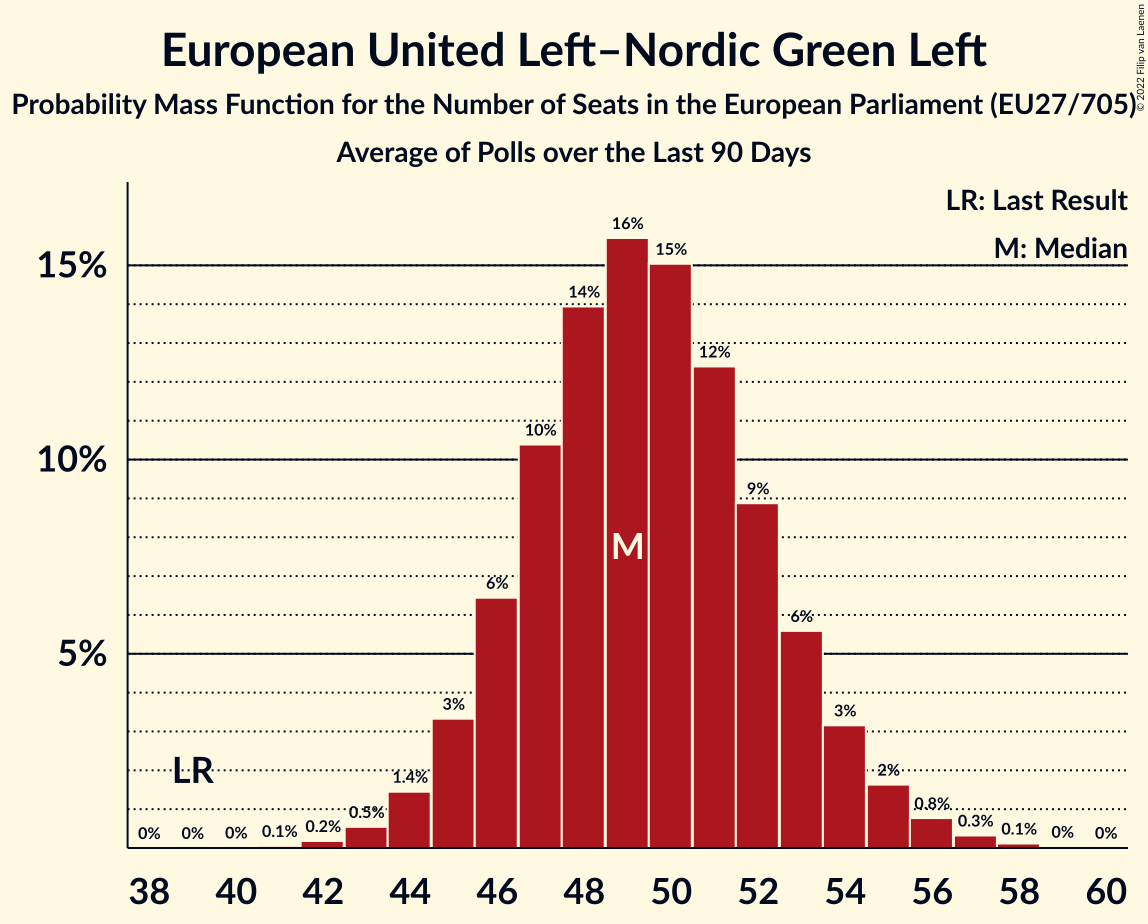 European United Left–Nordic Green Left
Probability Mass Function for the Number of Seats in the European Parliament (EU27/705)
Average of Polls over the Last 90 Days
© 2022 Filip van Laenen
LR: Last Result
M: Median
15%
10%
5%
0%
0%
0%
0.1%
0.2%
0.5%
1.4%
3%
6%
10%
14%
16%
15%
12%
9%
6%
3%
2%
0.8%
0.3%
0.1%
0%
0%
LR
M
38 40 42 44 46 48 50 52 54 56 58 60